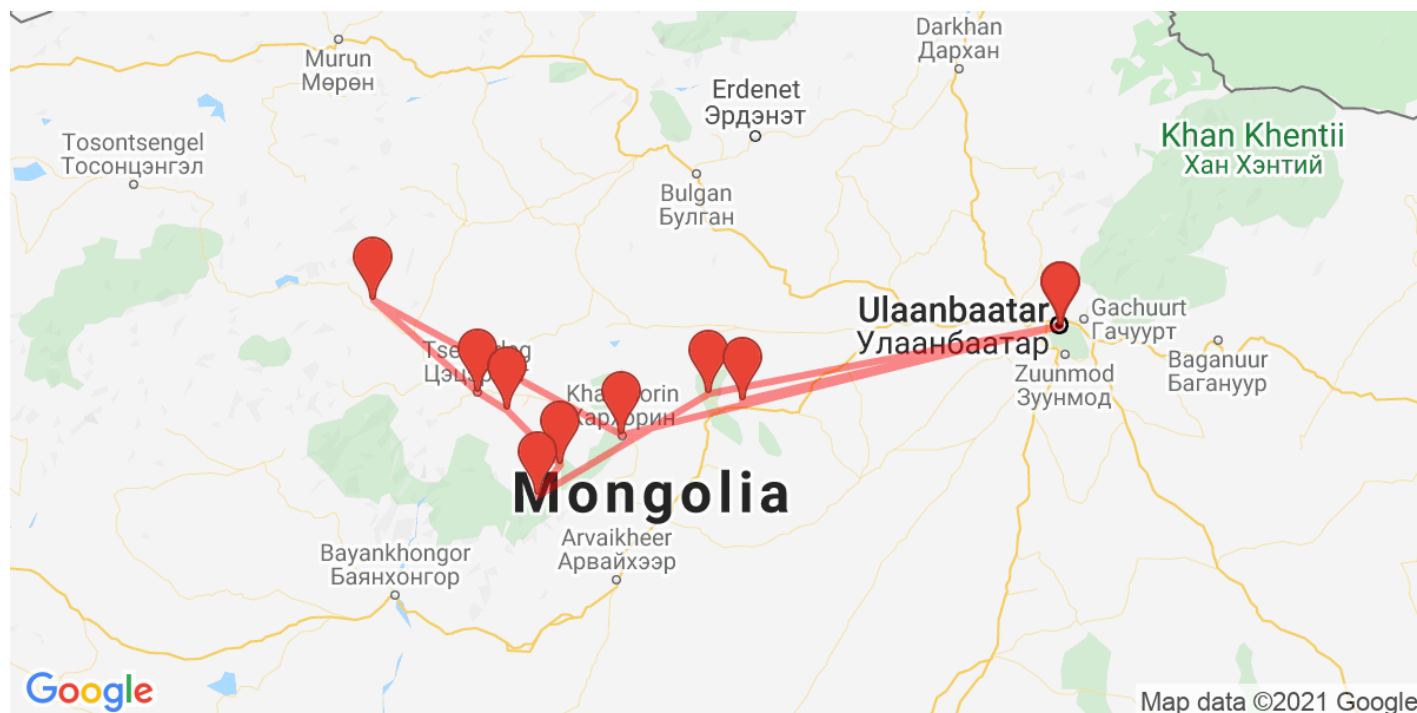 Darkhan
Дархан
Murun
Мөрөн
Erdenet
Эрдэнэт
Khan Khentii
Хан Хэнтий
Tosontsengel
Тосонцэнгэл
Bulgan
Булган
Ulaanbaatar
Улаанбаатар
Gachuurt
Гачуурт
Baganuur
Багануур
Zuunmod
Зуунмод
Хархорин
Mongolia
Arvaikheer
Арвайхээр
Bayankhongor
Баянхонгор
Google
Map data ©2021 Google